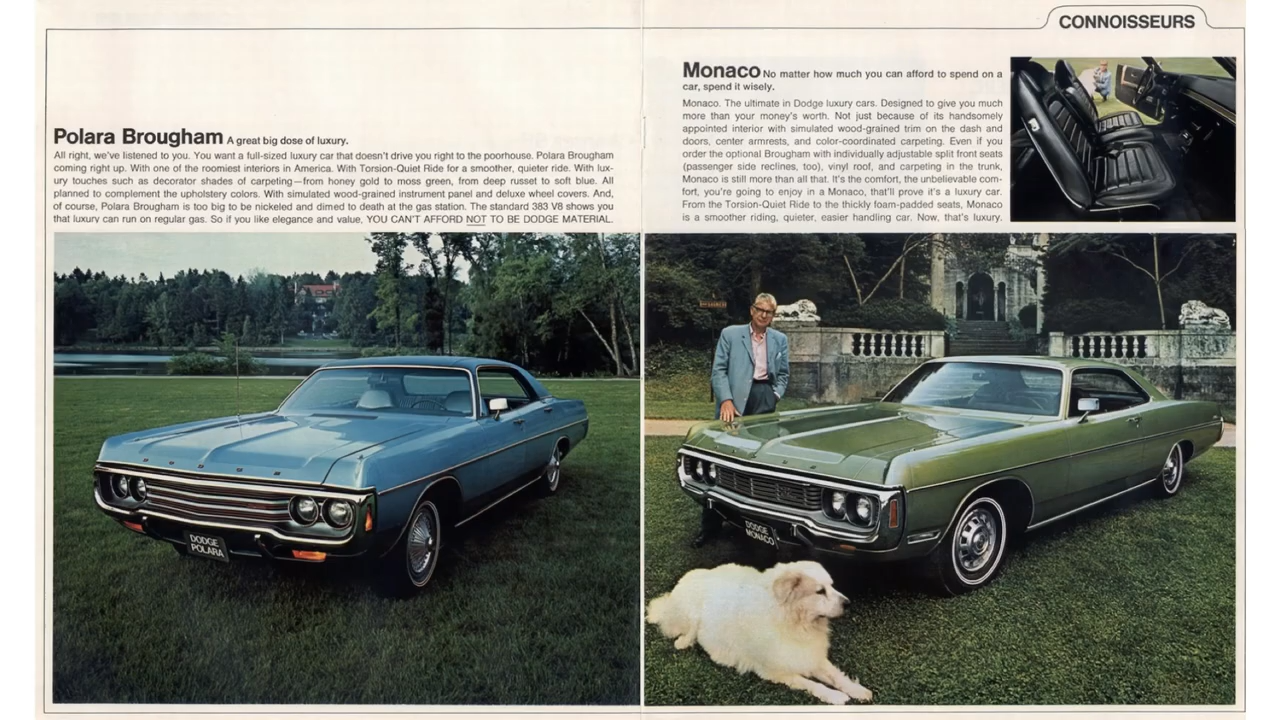 CONNOISSEURS
Polara Brougham A great big dose of luxury.
All right, we've listened to you. You want a full-sized luxury car that doesn't drive you right to the poorhouse. Polara Brougham
coming right up. With one of the roomiest interiors in America. With Torsion-Quiet Ride for a smoother, quieter ride. With lux-
ury touches such as decorator shades of carpeting—from honey gold to moss green, from deep russet to soft blue. All
planned to complement the upholstery colors. With simulated wood-grained instrument panel and deluxe wheel covers. And,
of course, Polara Brougham is too big to be nickeled and dimed to death at the gas station. The standard 383 V8 shows you
that luxury can run on regular gas. So if you like elegance and value, YOU CAN'T AFFORD NOT TO BE DODGE MATERIAL.
Monaco No matter how much you can afford to spend on a
car, spend it wisely.
Monaco. The ultimate in Dodge luxury cars. Designed to give you much
more than your money's worth. Not just because of its handsomely
appointed interior with simulated wood-grained trim on the dash and
doors, center armrests, and color-coordinated carpeting. Even if you
order the optional Brougham with individually adjustable split front seats
(passenger side reclines, too), vinyl roof, and carpeting in the trunk,
Monaco is still more than all that. It's the comfort, the unbelievable com-
fort, you're going to enjoy in a Monaco, that'll prove it's a luxury car.
From the Torsion-Quiet Ride to the thickly foam-padded seats, Monaco
is a smoother riding, quieter, easier handling car. Now, that's luxury.
DODGE
DODGE
POLARA
DODGE
MONACO